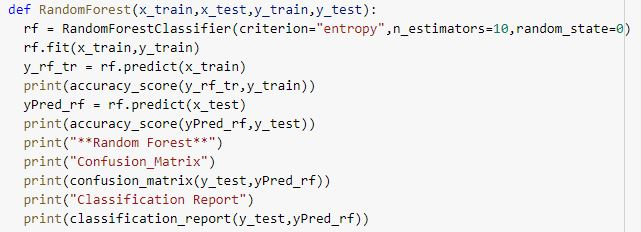 def RandomForest(x_train,x_test,y_train,y_test):
  rf = RandomForestClassifier(criterion="entropy",n_estimators=10,random_state=0)
  rf.fit(x_train,y_train)
  y_rf_tr = rf.predict(x_train)
  print(accuracy_score(y_rf_tr,y_train))
  yPred_rf = rf.predict(x_test)
  print(accuracy_score(yPred_rf,y_test))
  print("**Random Forest**")
  print("Confusion_Matrix")
  print(confusion_matrix(y_test,yPred_rf))
  print("Classification Report")
  print(classification_report(y_test,yPred_rf))